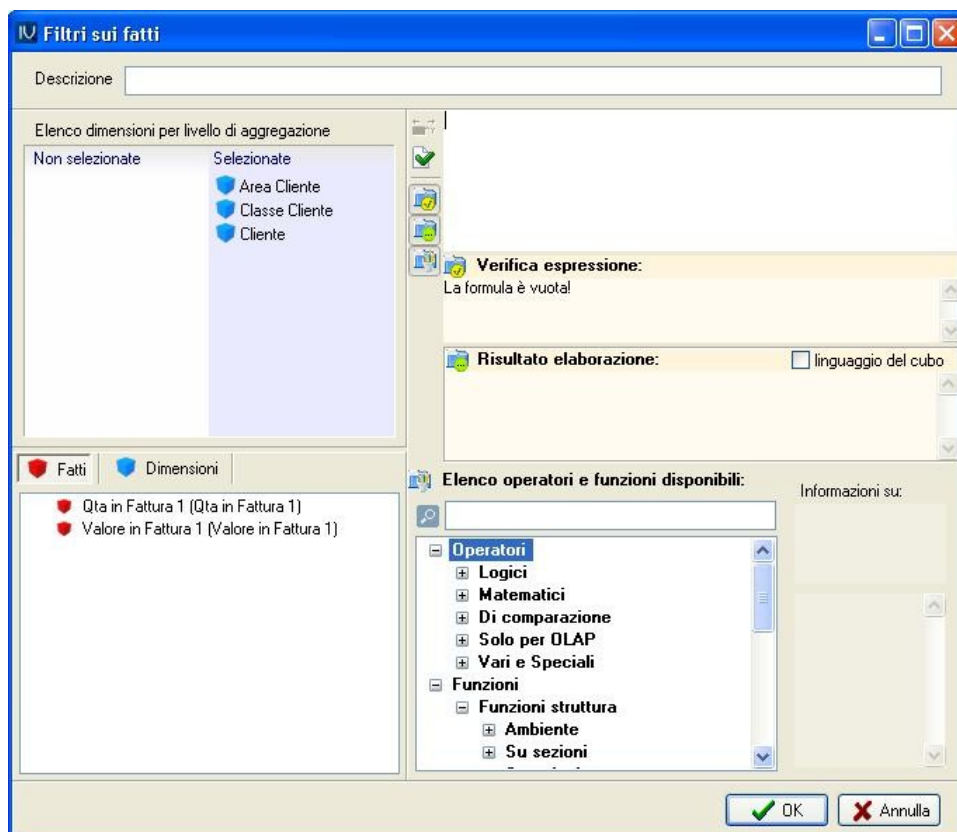 Filtri sui fatti
Descrizione
Elenco dimensioni per livello di aggregazione
Non selezionate
Selezionate
Area Cliente
Classe Cliente
Cliente
Verifica espressione:
La formula è vuota!
Risultato elaborazione:
linguaggio del cubo
Fatti
Dimensioni
Qta in Fattura 1 (Qta in Fattura 1)
Valore in Fattura 1 (Valore in Fattura 1)
Elenco operatori e funzioni disponibili:
Informazioni su:
Operatori
Logici
Matematici
Di comparazione
Solo per OLAP
Vari e Speciali
Funzioni
Funzioni struttura
Ambiente
Su sezioni
OK
Annulla